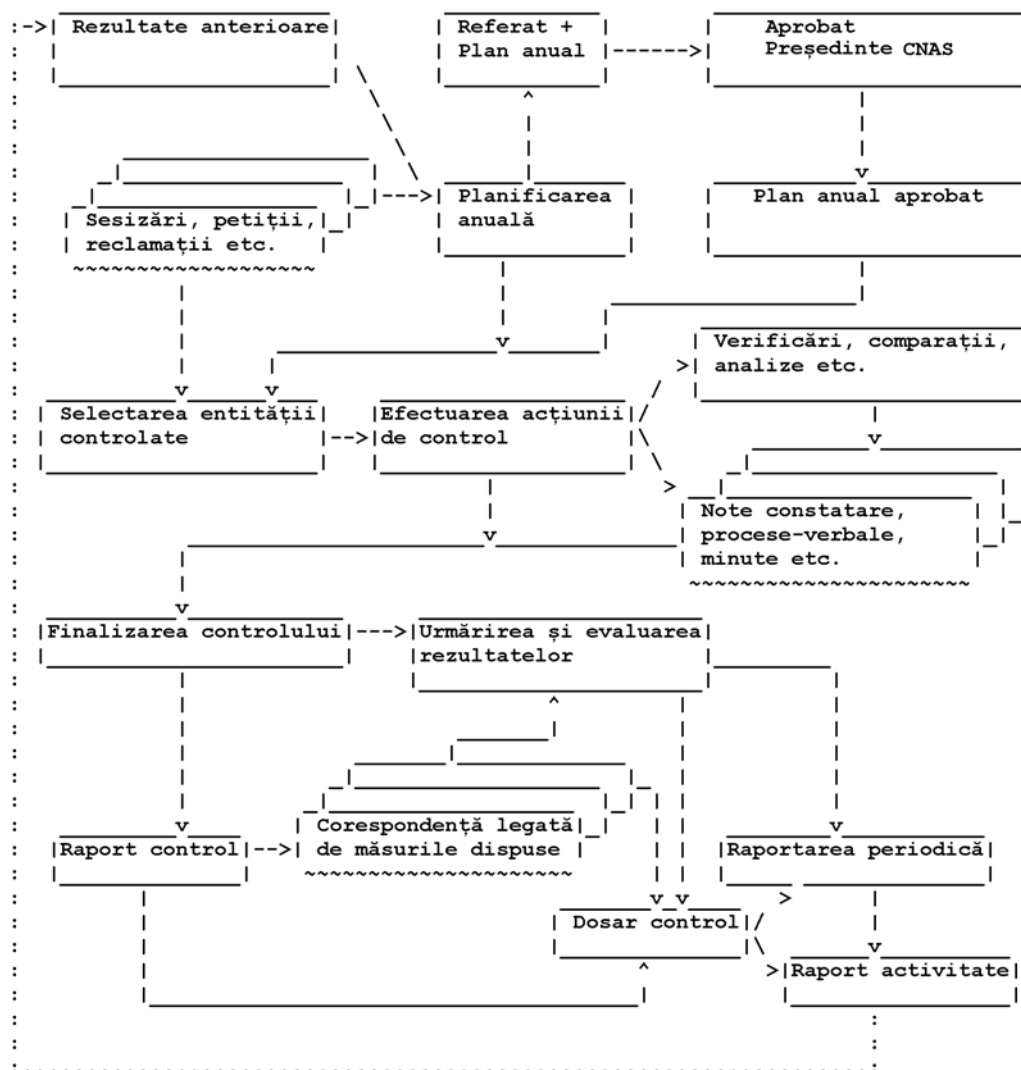 Rezultate anterioare
Referat +
Plan anual
Aprobat
Președinte CNAS
Sesizări, petiții,
reclamații etc.
Planificarea
anuală
Plan anual aprobat
Verificări, comparații,
analize etc.
Selectarea entității
controlate
Efectuarea acțiunii
de control
Note constatare,
procese-verbale,
minute etc.
Finalizarea controlului
Urmărirea și evaluarea
rezultatelor
Corespondență legată
de măsurile dispuse
Raport control
Raportarea periodică
Dosar control
Raport activitate